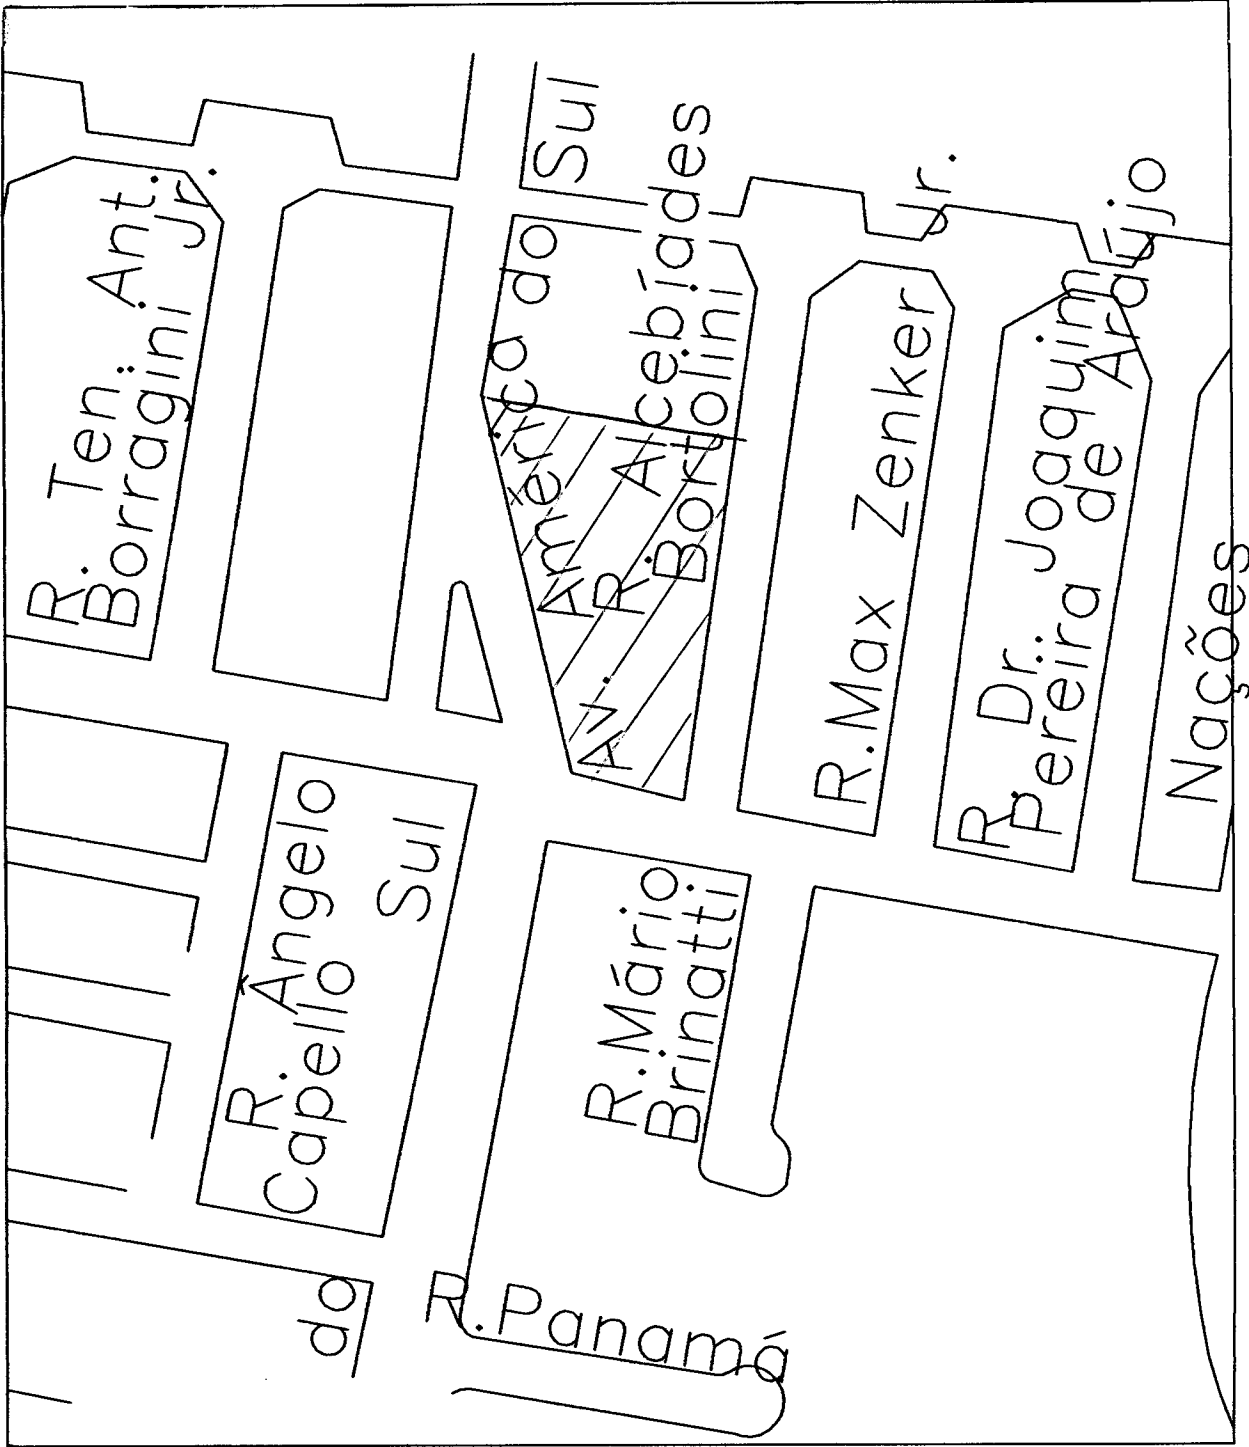 R. Ten. Ant.
Borragini Jr.
Av. América do Sul
R. Alcebíades
Bortolini Jr.
R. Max Zenker
R. Dr. Joaquim
Pereira de Araújo
Nações
R. Ângelo
Capello
Sul
R. Mário
Brinatti
do
R. Panamá